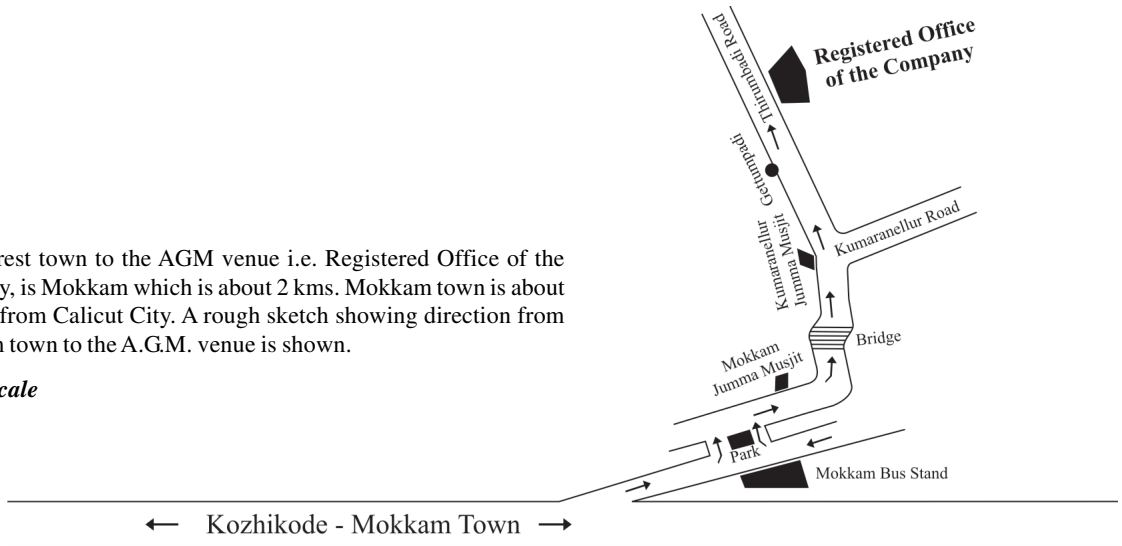 Registered Office
of the Company
Thirumbadi Road
Gettumpadi
Kumaranellur
Jumma Musjit
Kumaranellur Road
rest town to the AGM venue i.e. Registered Office of the
y, is Mokkam which is about 2 kms. Mokkam town is about
from Calicut City. A rough sketch showing direction from
n town to the A.G.M. venue is shown.
cale
Bridge
Mokkam
Jumma Musjit
Park
Mokkam Bus Stand
Kozhikode - Mokkam Town